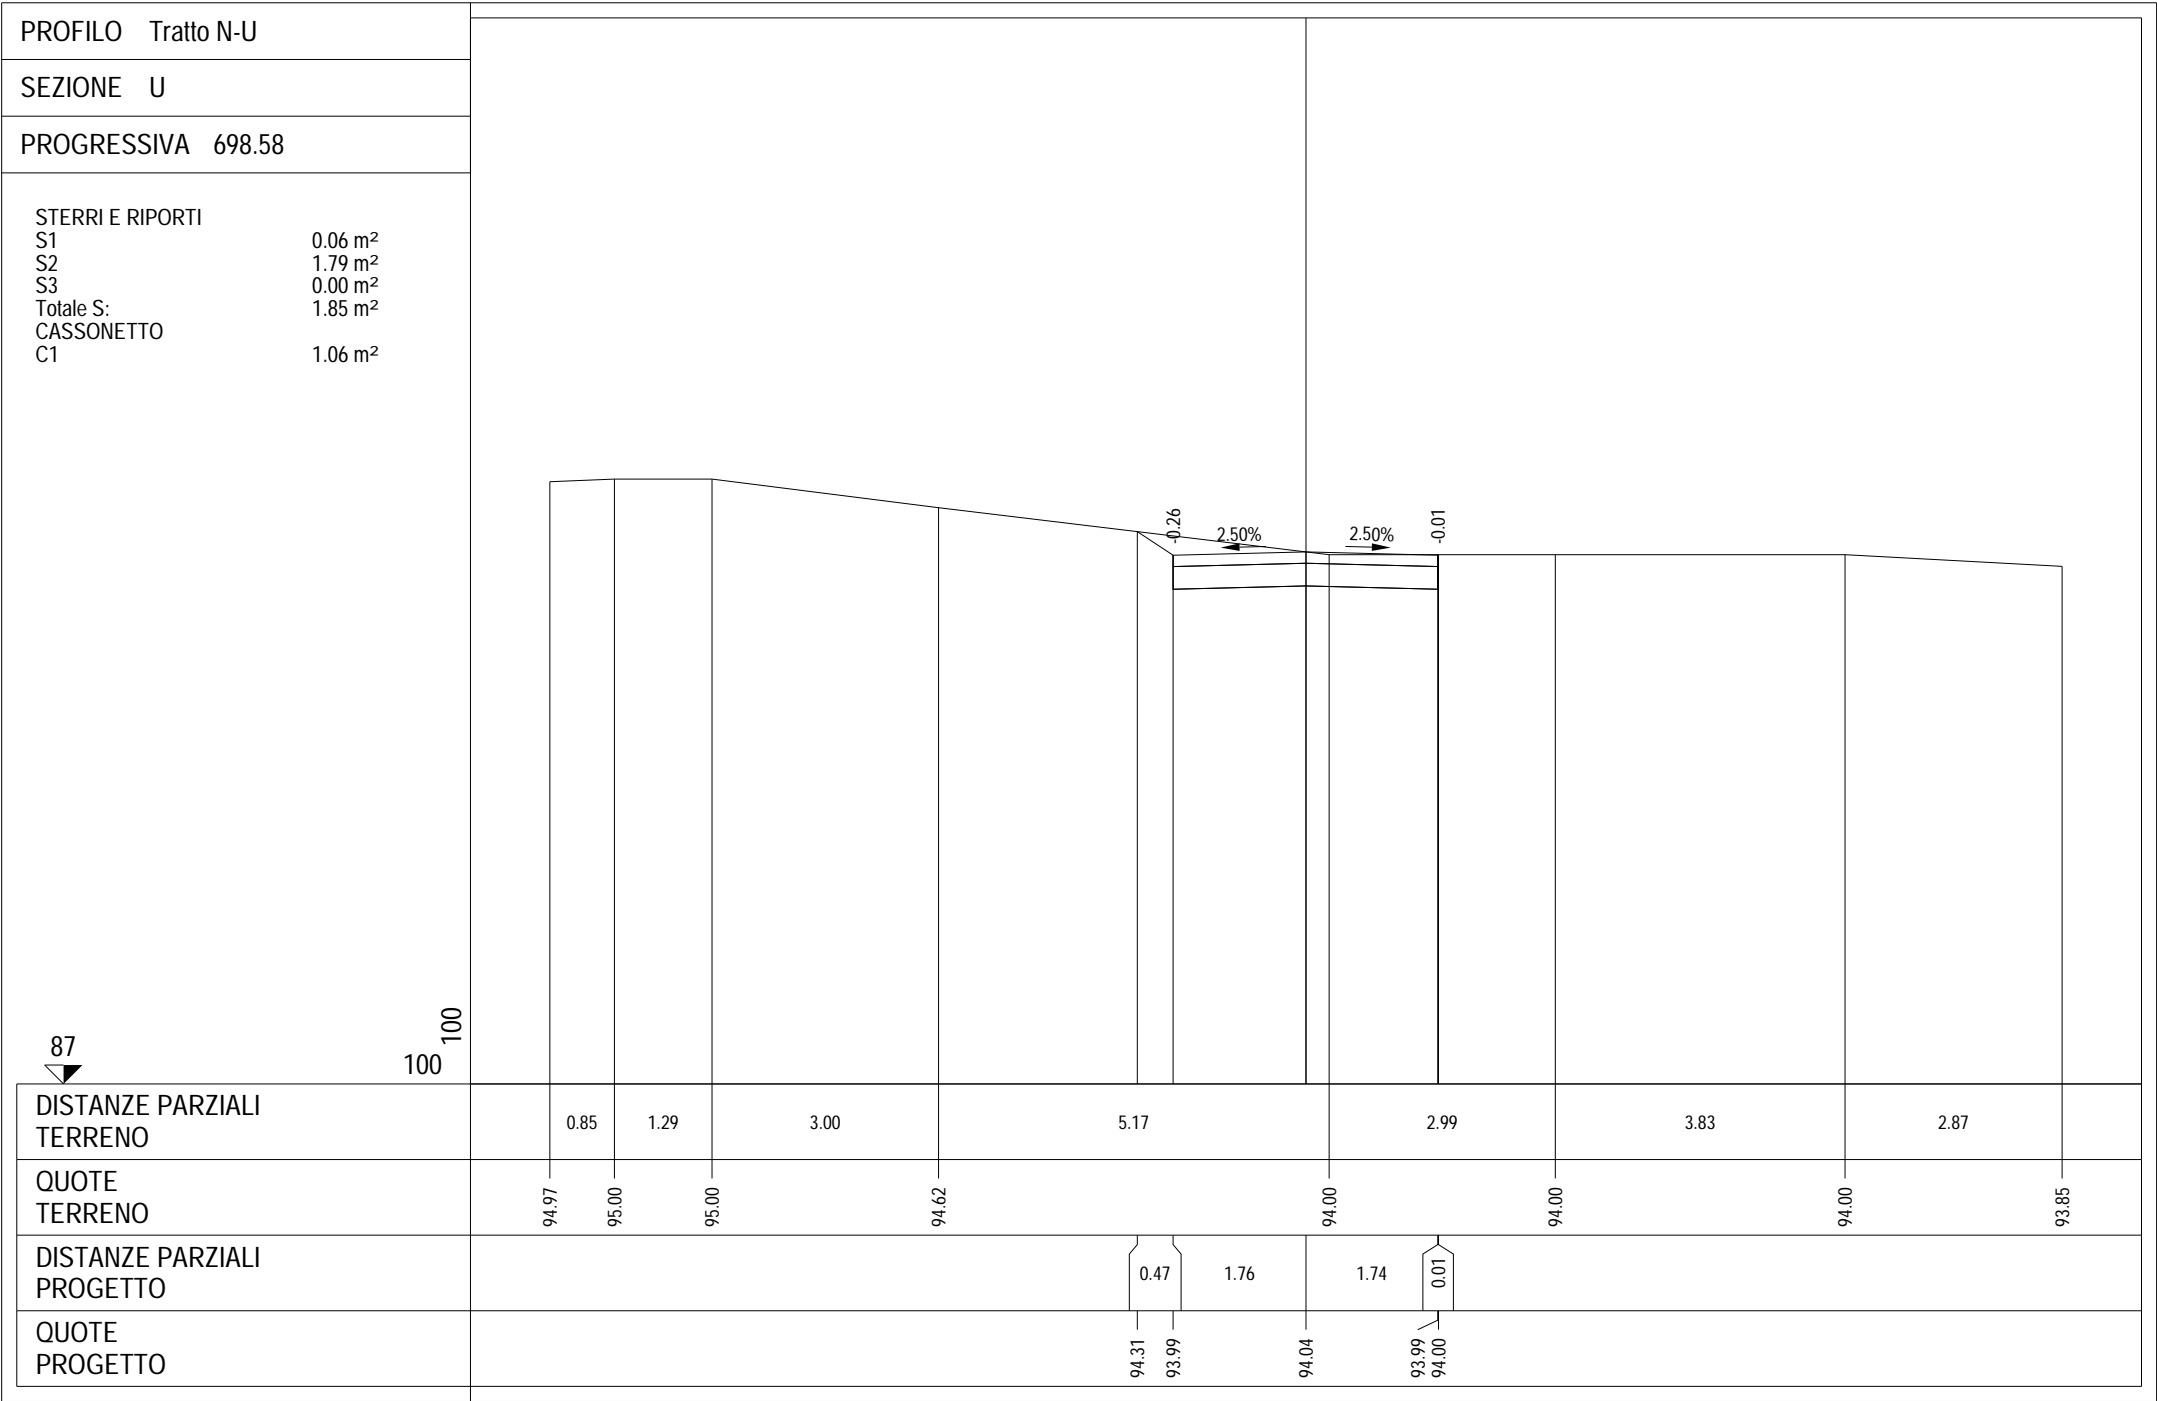 PROFILO Tratto N-U
SEZIONE U
PROGRESSIVA 698.58
STERRI E RIPORTI
S1 0.06 m²
S2 1.79 m²
S3 0.00 m²
Totale S: 1.85 m²
CASSONETTO
C1 1.06 m²
-0.26
2.50%
2.50%
-0.01
87
100
100
DISTANZE PARZIALI
TERRENO
0.85 1.29 3.00 5.17 2.99 3.83 2.87
QUOTE
TERRENO
94.97 95.00 95.00 94.62 94.00 94.00 94.00 93.85
DISTANZE PARZIALI
PROGETTO
0.47 1.76 1.74 0.01
QUOTE
PROGETTO
94.31 93.99 94.04 93.99 94.00